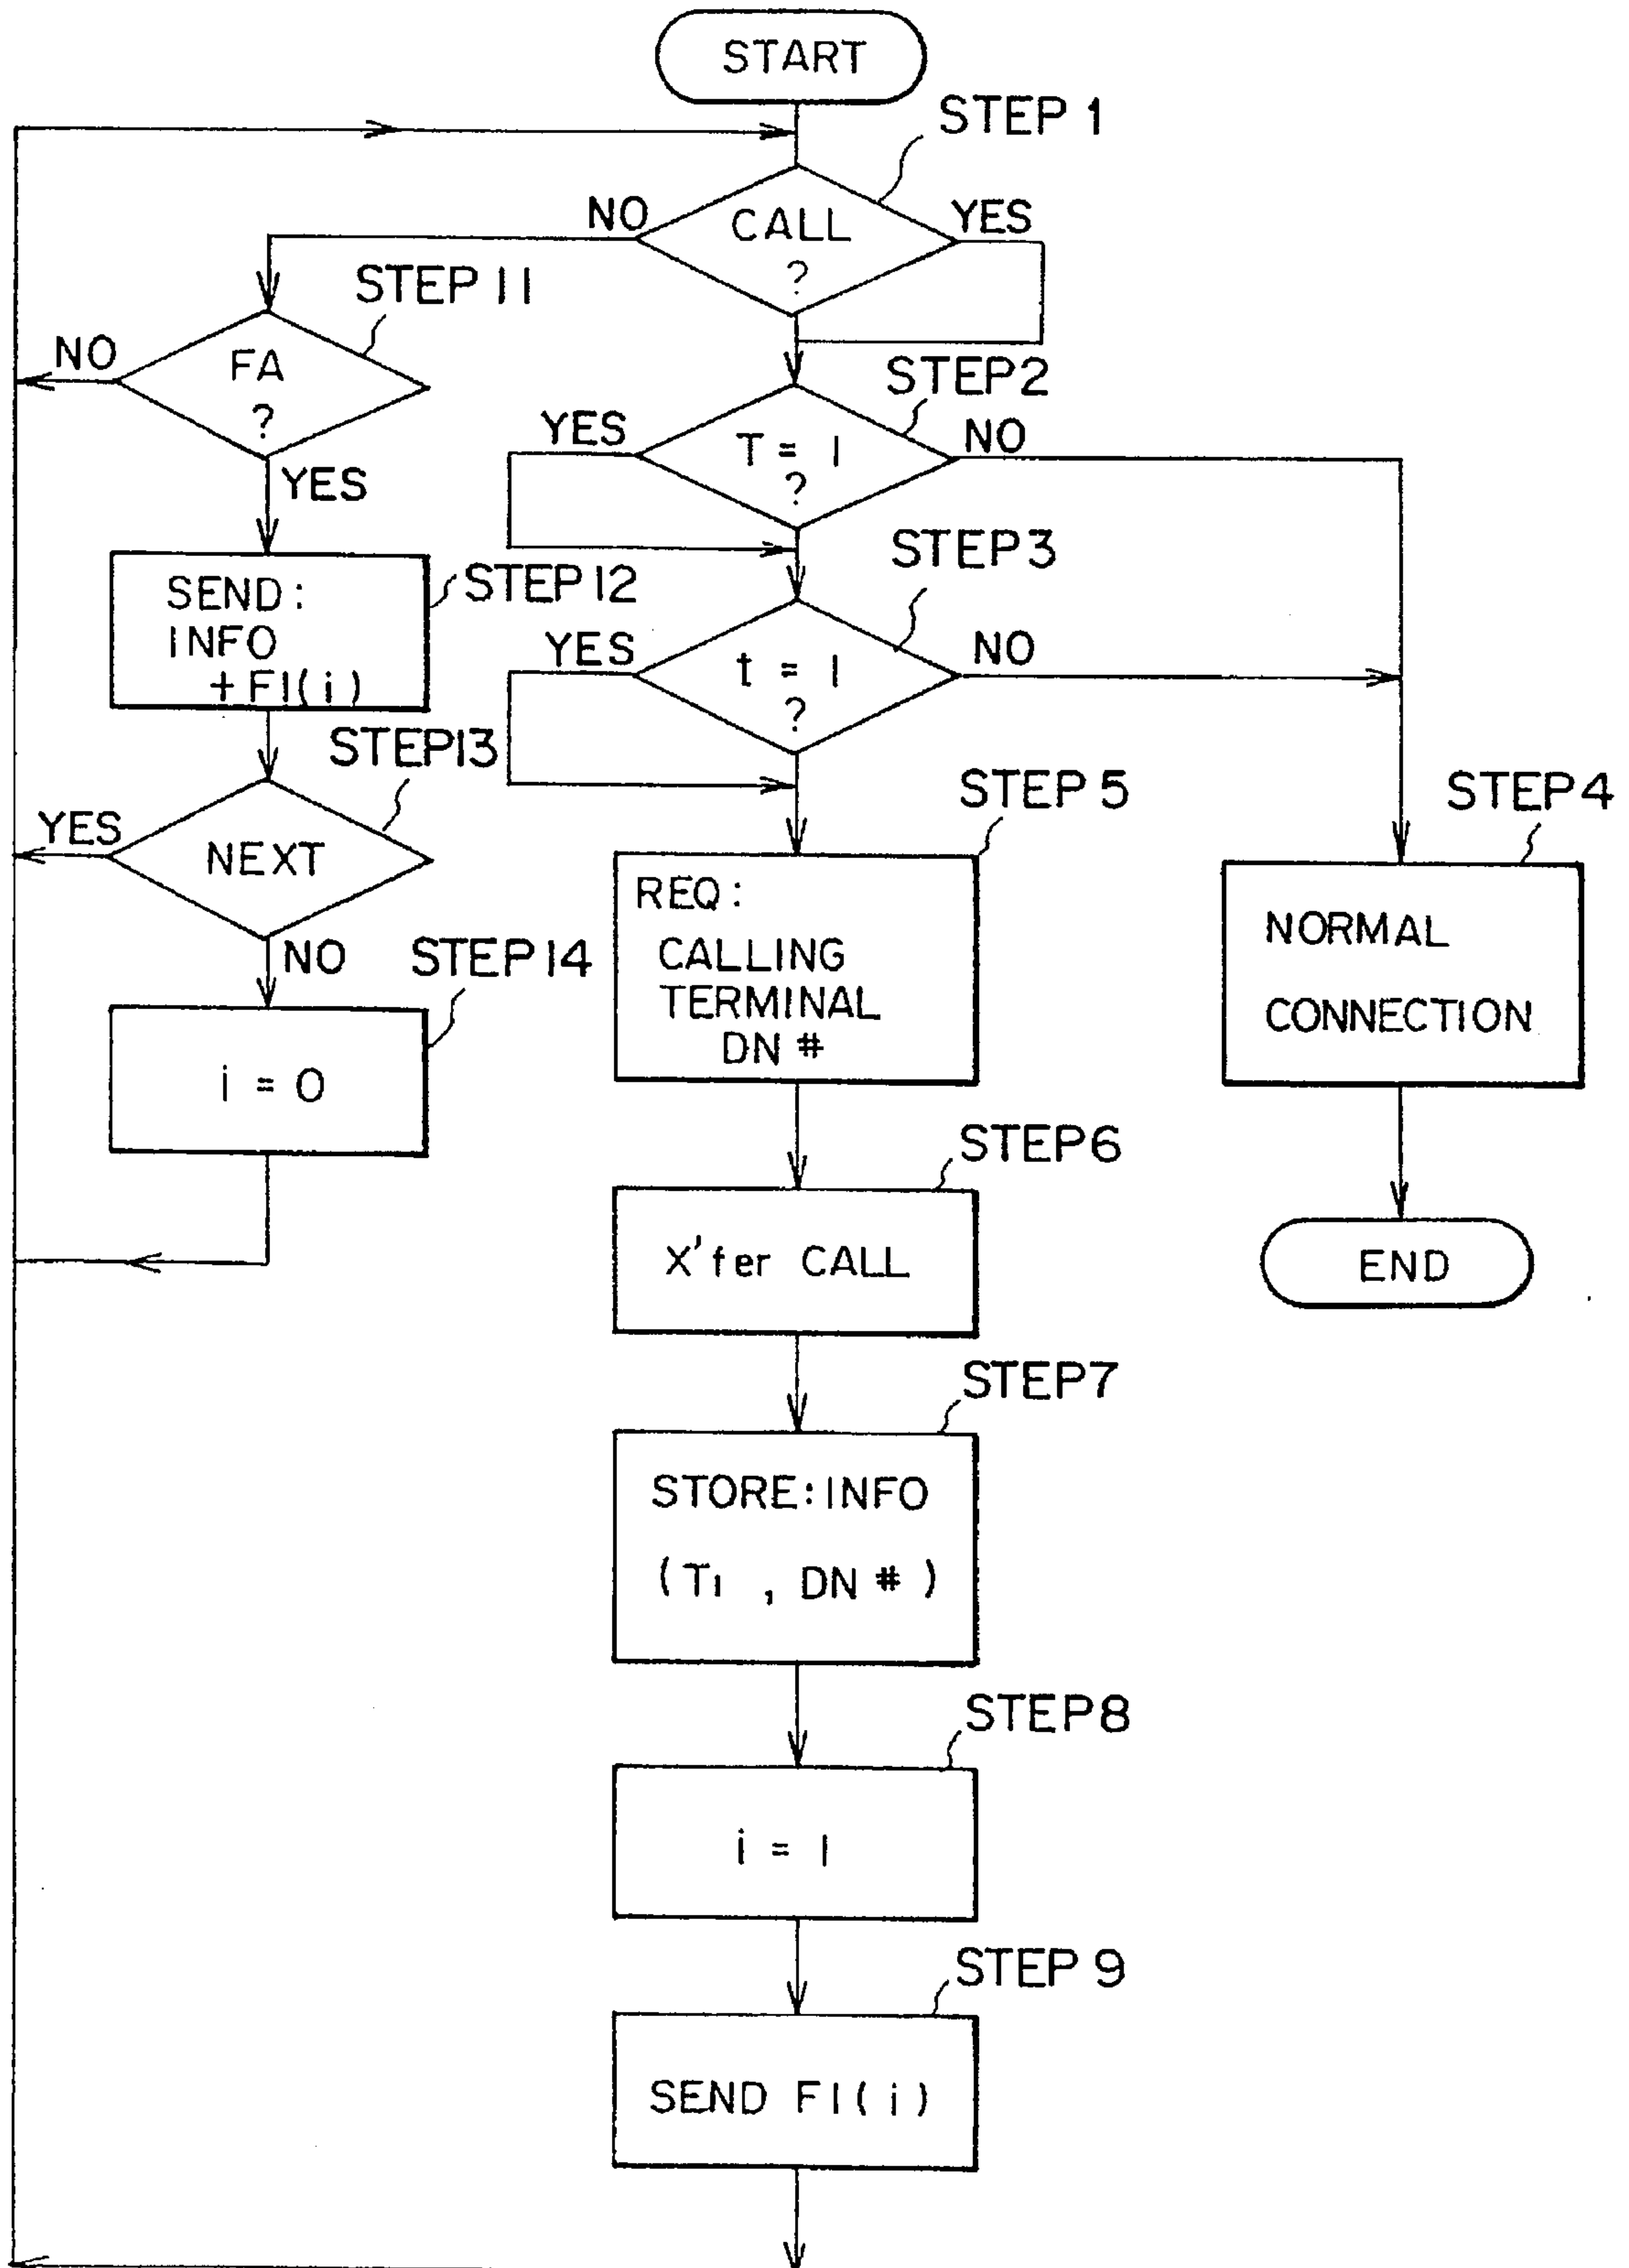 START
STEP 1
NO
CALL
?
YES
STEP 11
NO
FA
?
YES
STEP2
YES
T = 1
?
NO
STEP 12
SEND:
INFO
+FI(i)
STEP3
YES
t = 1
?
NO
STEP13
YES
NEXT
NO
STEP 5
REQ:
CALLING
TERMINAL
DN #
STEP4
NORMAL
CONNECTION
STEP 14
i = 0
STEP6
X'fer CALL
END
STEP7
STORE: INFO
(T1 , DN # )
STEP8
i = 1
STEP 9
SEND FI(i)